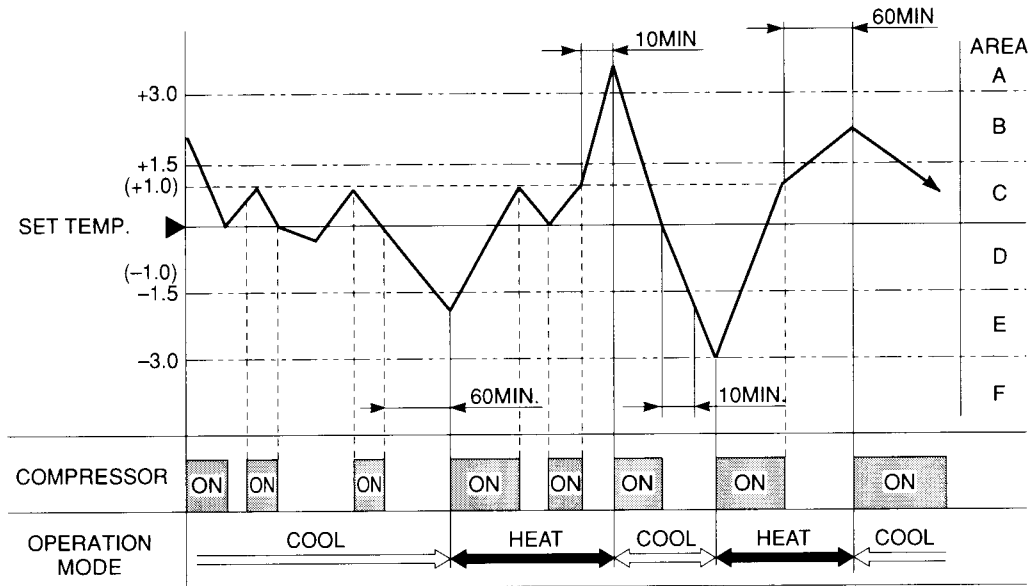 60MIN
10MIN
AREA
A
+3.0
B
+1.5
(+1.0)
C
SET TEMP.
D
(−1.0)
−1.5
E
−3.0
60MIN.
10MIN.
F
COMPRESSOR
ON ON ON ON ON ON ON ON
OPERATION
MODE
COOL HEAT COOL HEAT COOL